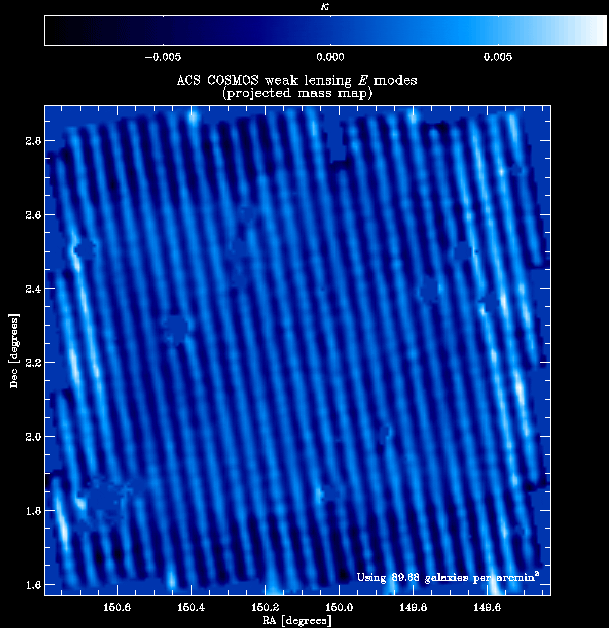 κ
−0.005 0.000 0.005
ACS COSMOS weak lensing E modes
(projected mass map)
2.8
2.6
2.4
2.2
2.0
1.8
1.6
Dec [degrees]
Using 39.68 galaxies per arcmin²
150.6 150.4 150.2 150.0 149.8 149.6
RA [degrees]